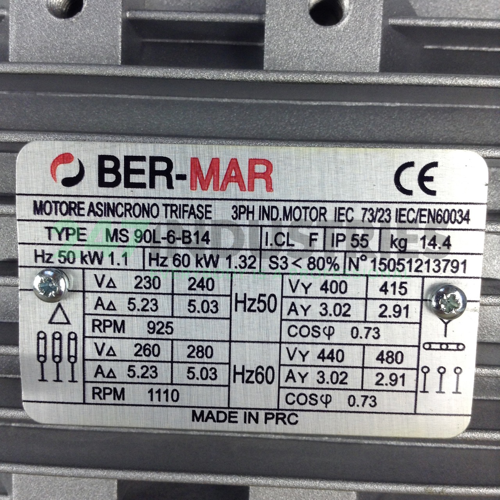 BER-MAR CE
MOTORE ASINCRONO TRIFASE 3PH IND.MOTOR IEC 73/23 IEC/EN60034
TYPE MS 90L-6-B14 I.CL F IP 55 kg 14.4
Hz 50 kW 1.1 Hz 60 kW 1.32 S3 < 80% N° 15051213791
V△ 230 240 Hz50 VY 400 415
A△ 5.23 5.03 AY 3.02 2.91
RPM 925 COSφ 0.73
V△ 260 280 Hz60 VY 440 480
A△ 5.23 5.03 AY 3.02 2.91
RPM 1110 COSφ 0.73
MADE IN PRC